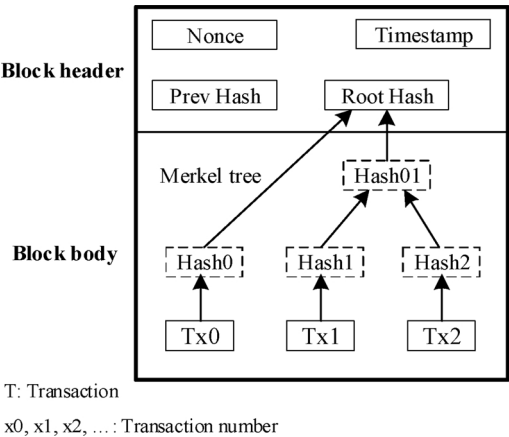 Nonce
Timestamp
Block header
Prev Hash
Root Hash
Merkel tree
Hash01
Block body
Hash0
Hash1
Hash2
Tx0
Tx1
Tx2
T: Transaction
x0, x1, x2, …: Transaction number